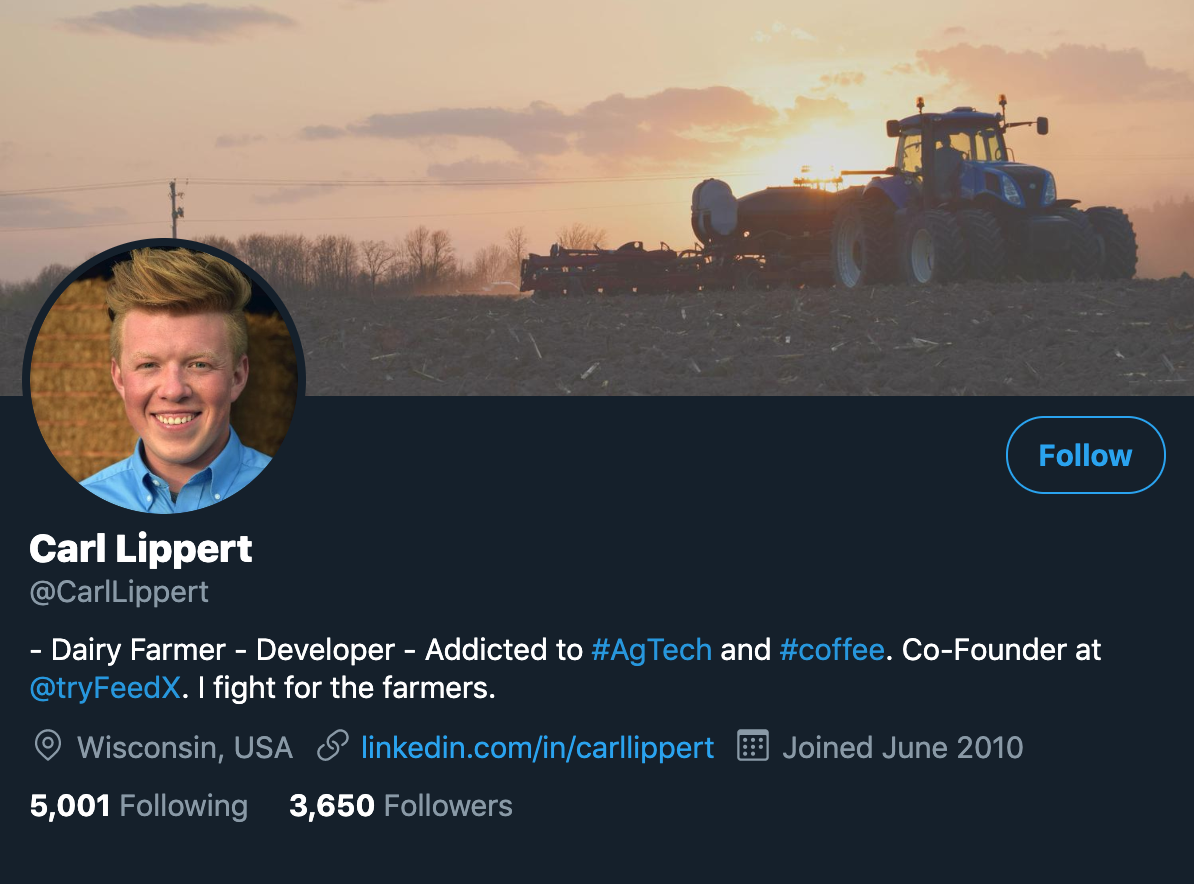 Follow
Carl Lippert
@CarlLippert
- Dairy Farmer - Developer - Addicted to #AgTech and #coffee. Co-Founder at
@tryFeedX. I fight for the farmers.
Wisconsin, USA linkedin.com/in/carllippert Joined June 2010
5,001 Following 3,650 Followers